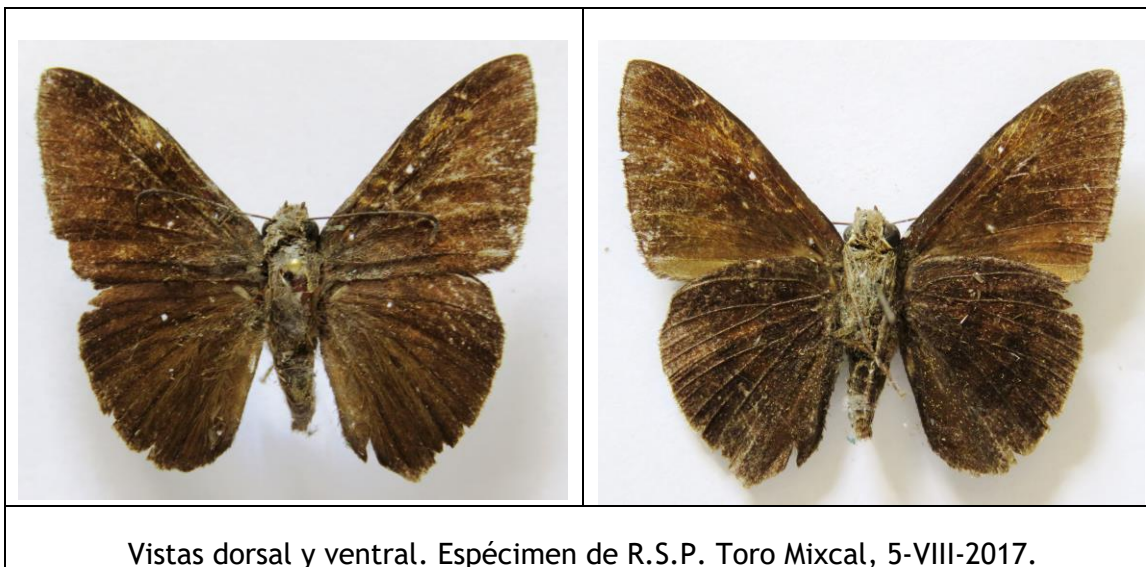 Vistas dorsal y ventral. Espécimen de R.S.P. Toro Mixcal, 5-VIII-2017.